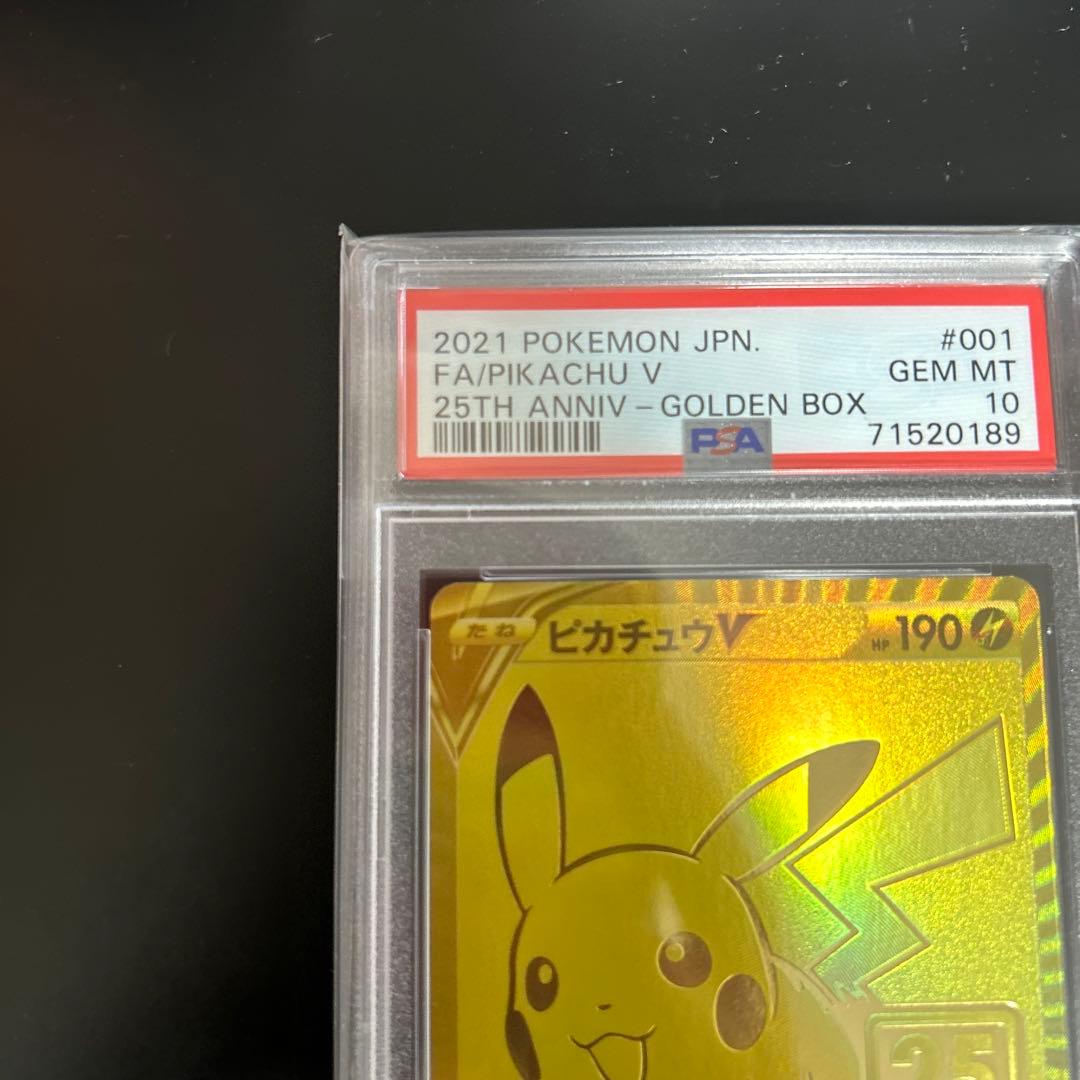 2021 POKEMON JPN. #001
FA/PIKACHU V GEM MT
25TH ANNIV – GOLDEN BOX 10
PSA 71520189
たね ピカチュウV HP 190
25